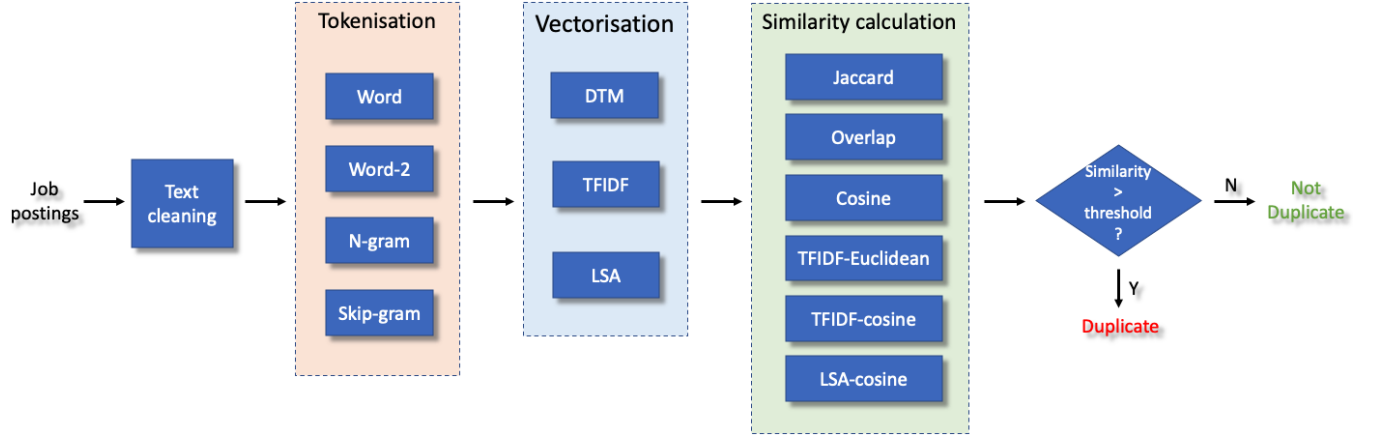 Job
postings
Text
cleaning
Tokenisation
Word
Word-2
N-gram
Skip-gram
Vectorisation
DTM
TFIDF
LSA
Similarity calculation
Jaccard
Overlap
Cosine
TFIDF-Euclidean
TFIDF-cosine
LSA-cosine
Similarity
>
threshold
?
N
Not
Duplicate
Y
Duplicate